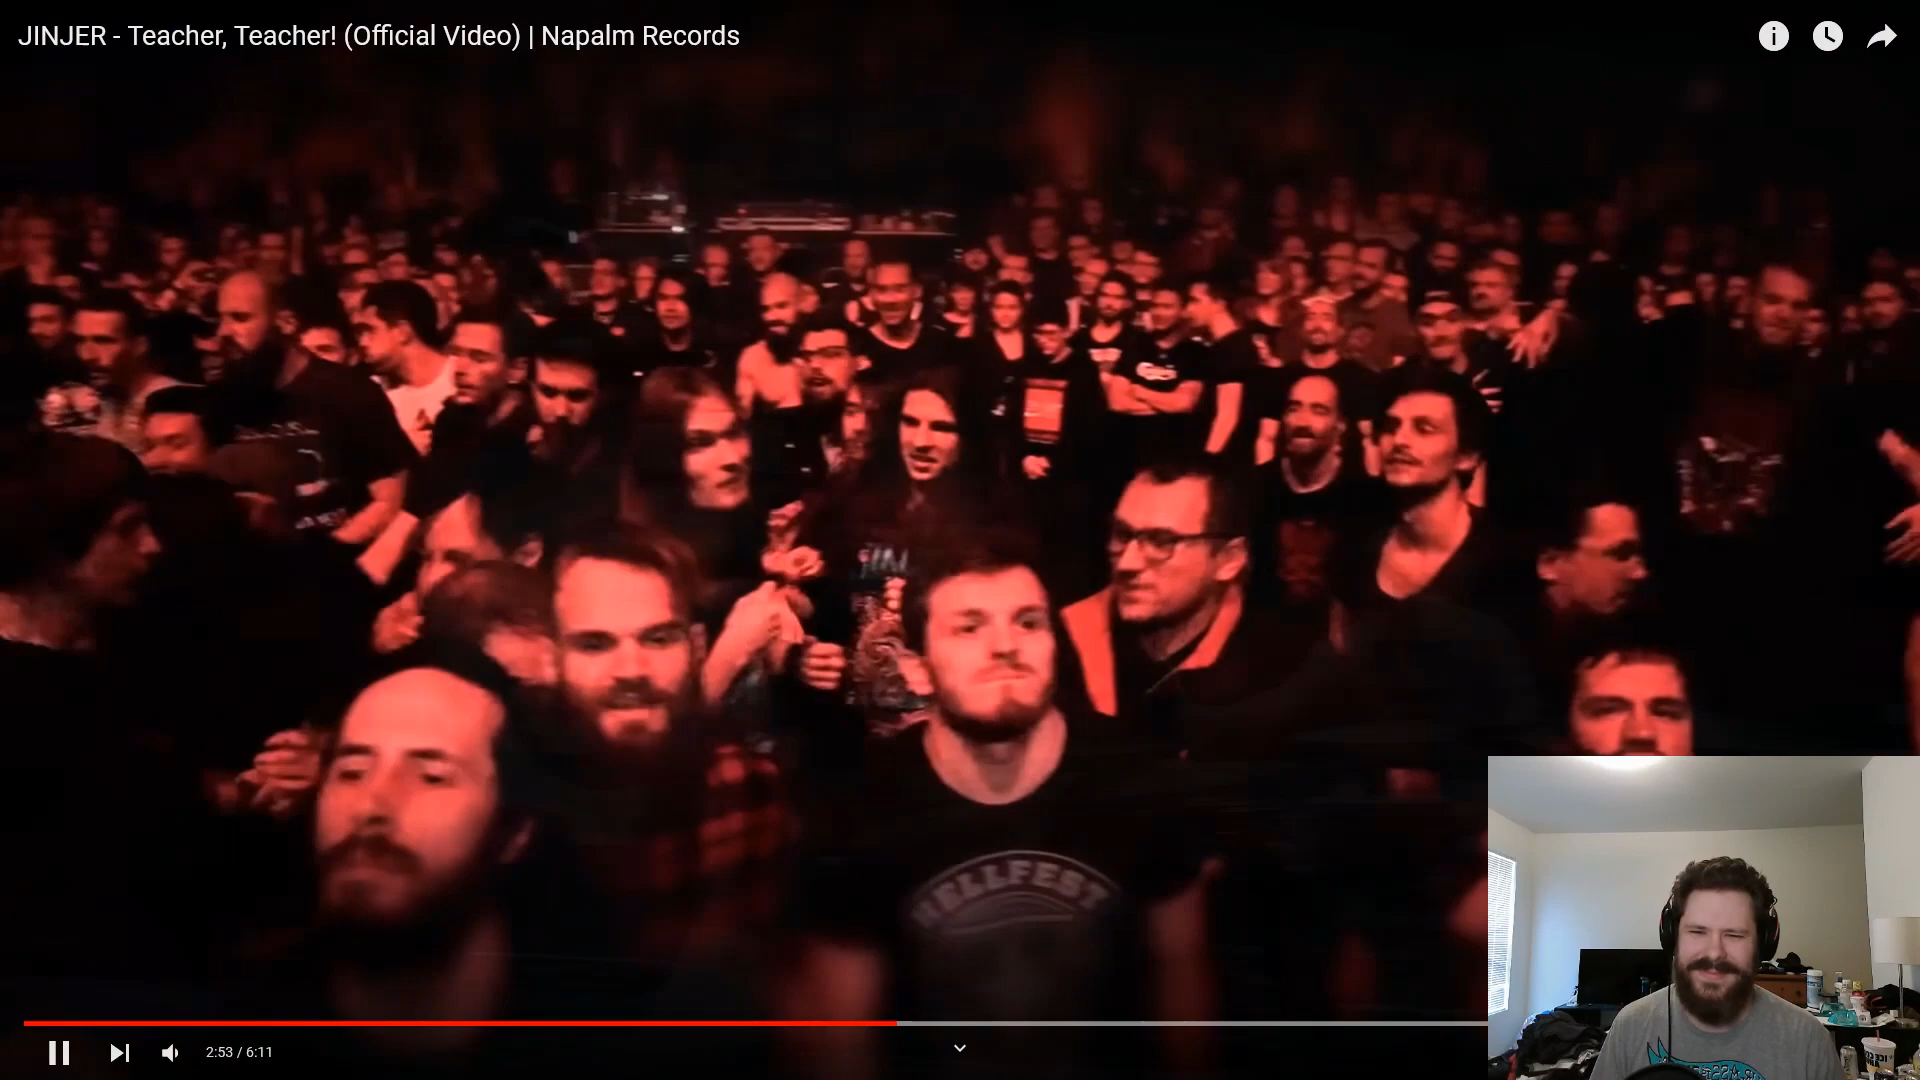 JINJER - Teacher, Teacher! (Official Video) | Napalm Records
HELLFEST
2:53 / 6:11